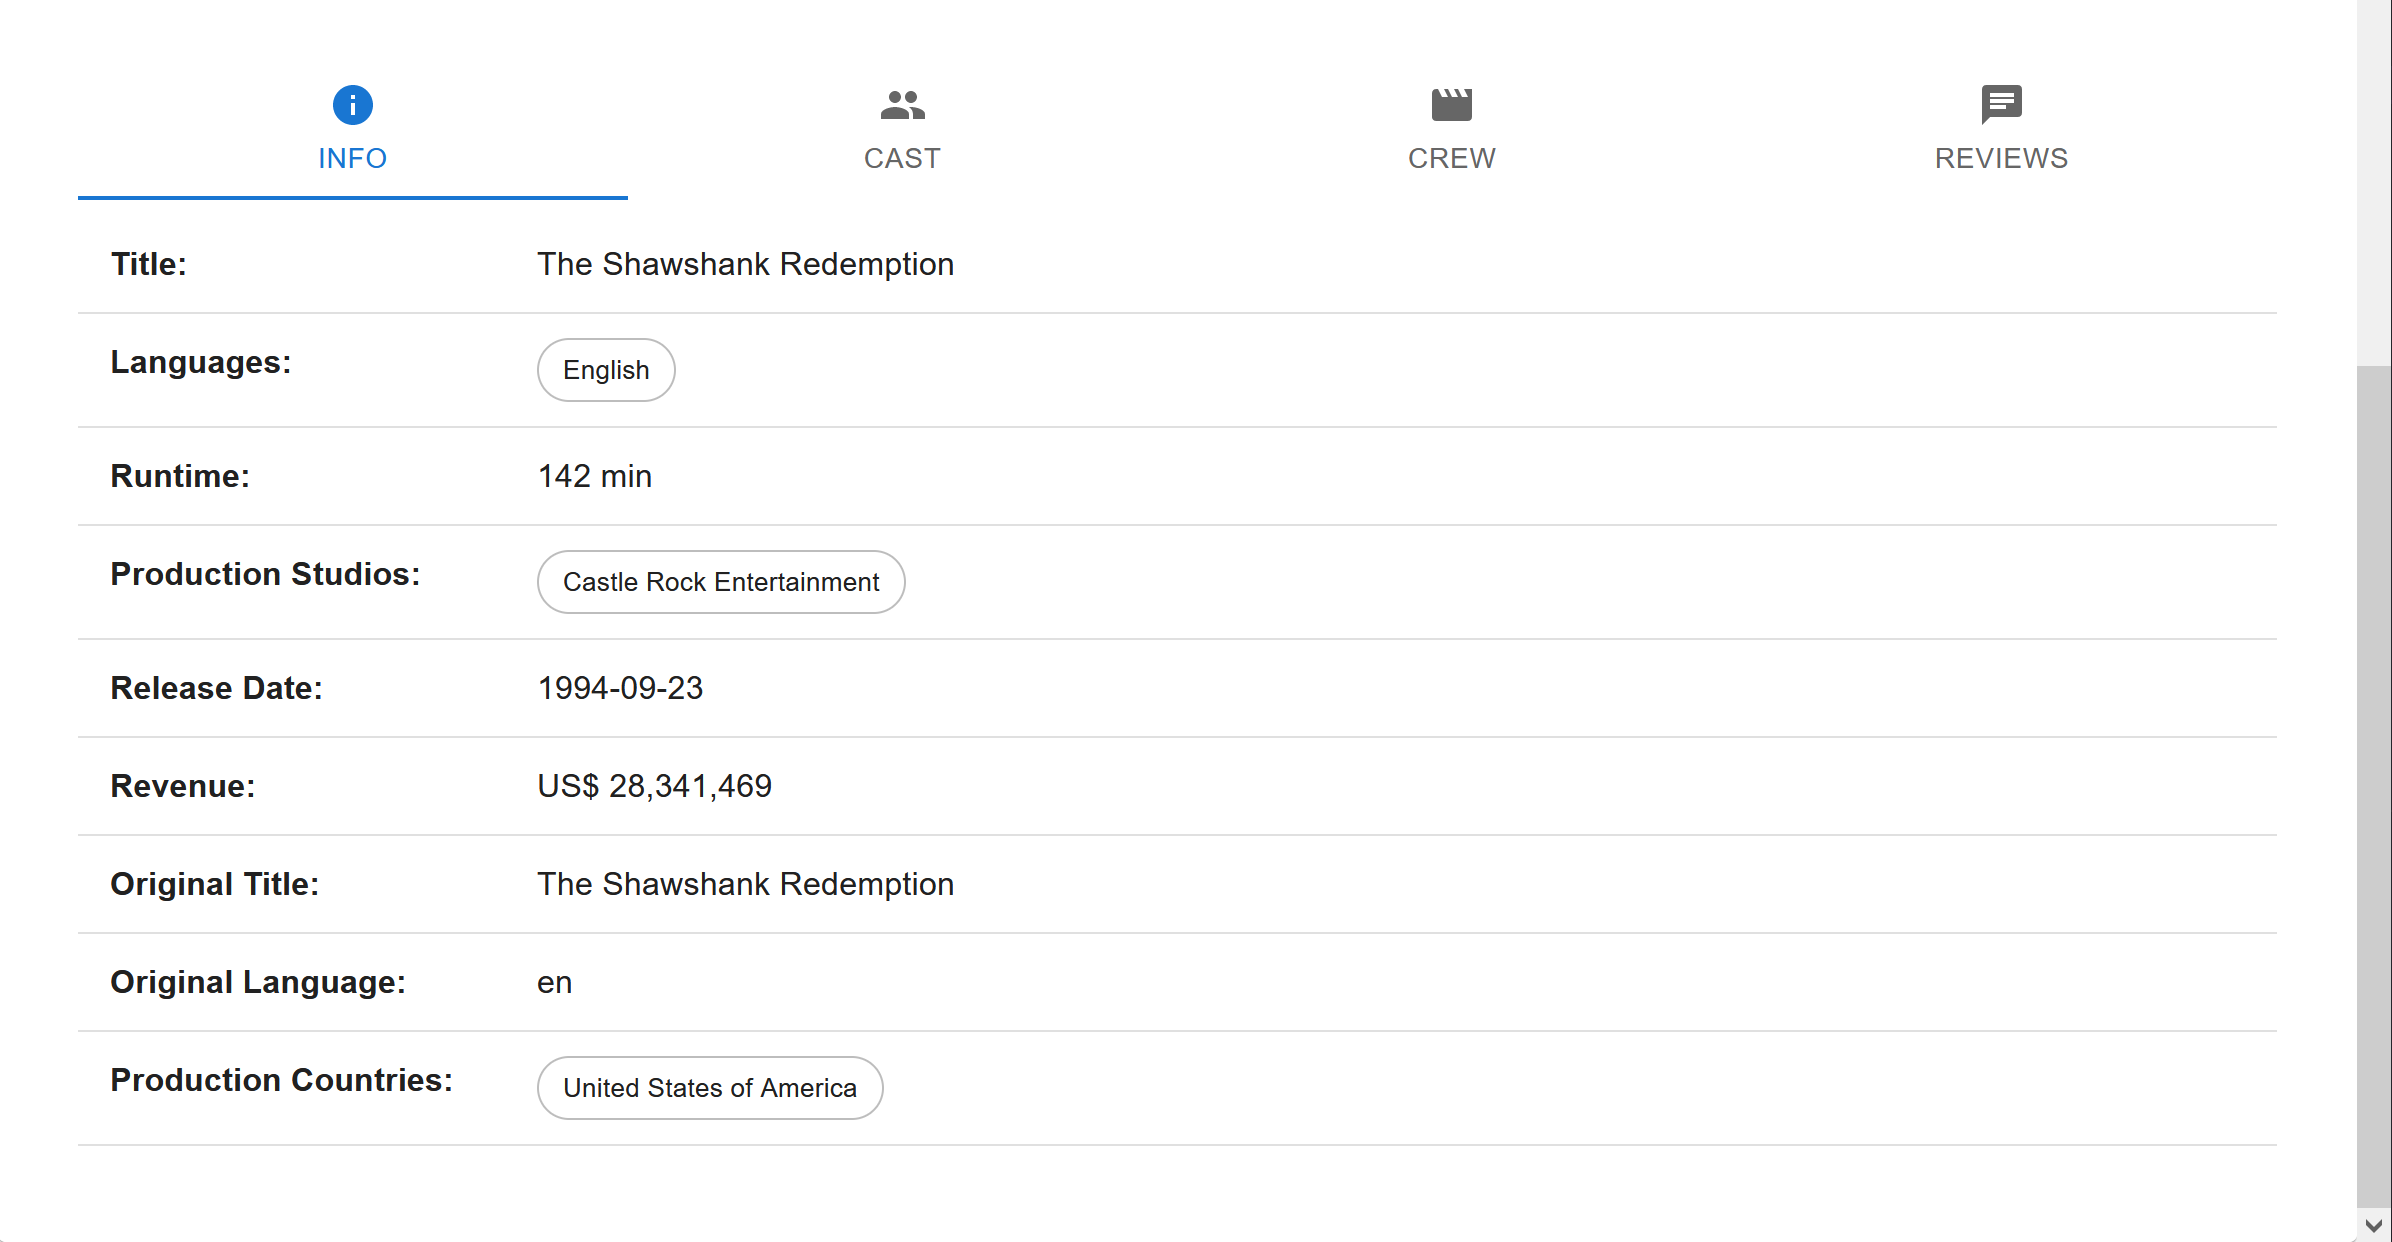 INFO CAST CREW REVIEWS
Title: The Shawshank Redemption
Languages: English
Runtime: 142 min
Production Studios: Castle Rock Entertainment
Release Date: 1994-09-23
Revenue: US$ 28,341,469
Original Title: The Shawshank Redemption
Original Language: en
Production Countries: United States of America